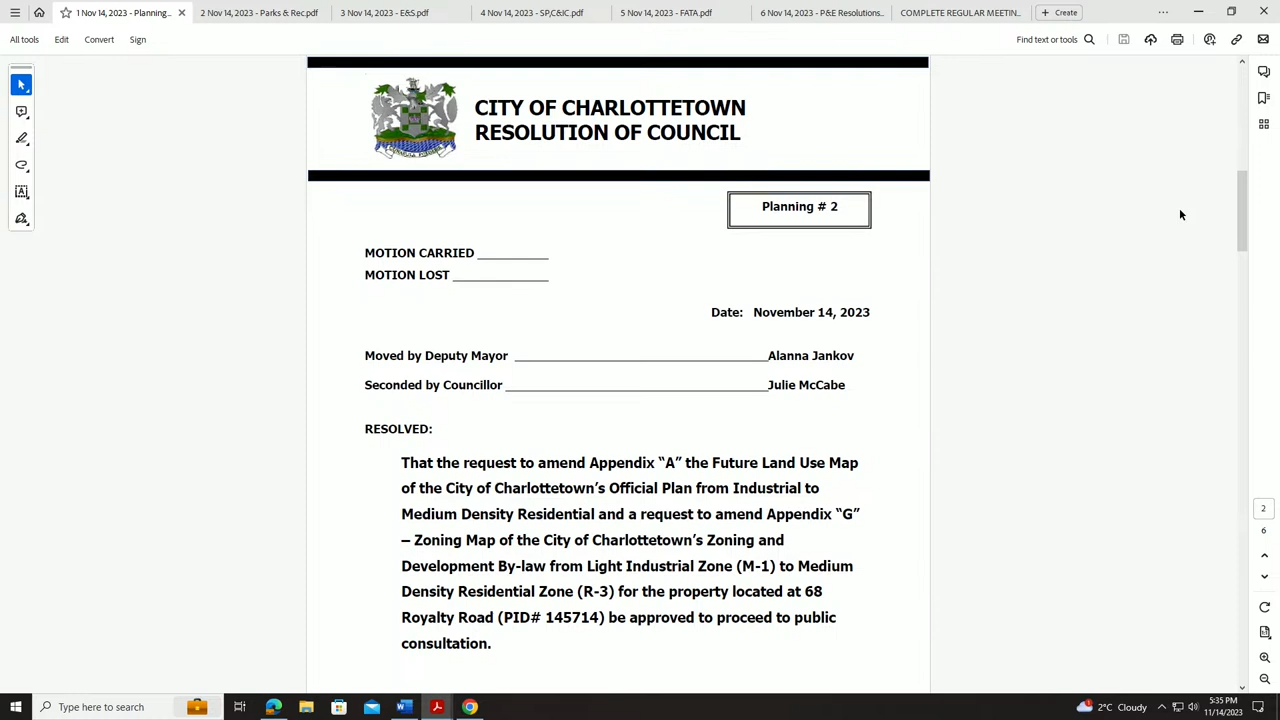 1 Nov 14, 2023 - Planning...
2 Nov 14, 2023 - Parks & Rec.pdf
3 Nov 14, 2023 - E&S.pdf
4 Nov 14, 2023 - SP,C&IC.pdf
5 Nov 14, 2023 - FATA.pdf
6 Nov 14, 2023 - P&E Resolutions...
COMPLETE REGULAR MEETIN...
Create
All tools
Edit
Convert
Sign
Find text or tools
CITY OF CHARLOTTETOWN
RESOLUTION OF COUNCIL
Planning # 2
MOTION CARRIED ___________
MOTION LOST _______________
Date: November 14, 2023
Moved by Deputy Mayor ________________________________________Alanna Jankov
Seconded by Councillor _________________________________________Julie McCabe
RESOLVED:
That the request to amend Appendix “A” the Future Land Use Map
of the City of Charlottetown’s Official Plan from Industrial to
Medium Density Residential and a request to amend Appendix “G”
– Zoning Map of the City of Charlottetown’s Zoning and
Development By-law from Light Industrial Zone (M-1) to Medium
Density Residential Zone (R-3) for the property located at 68
Royalty Road (PID# 145714) be approved to proceed to public
consultation.
2
6
Type here to search
2°C Cloudy
5:35 PM
11/14/2023